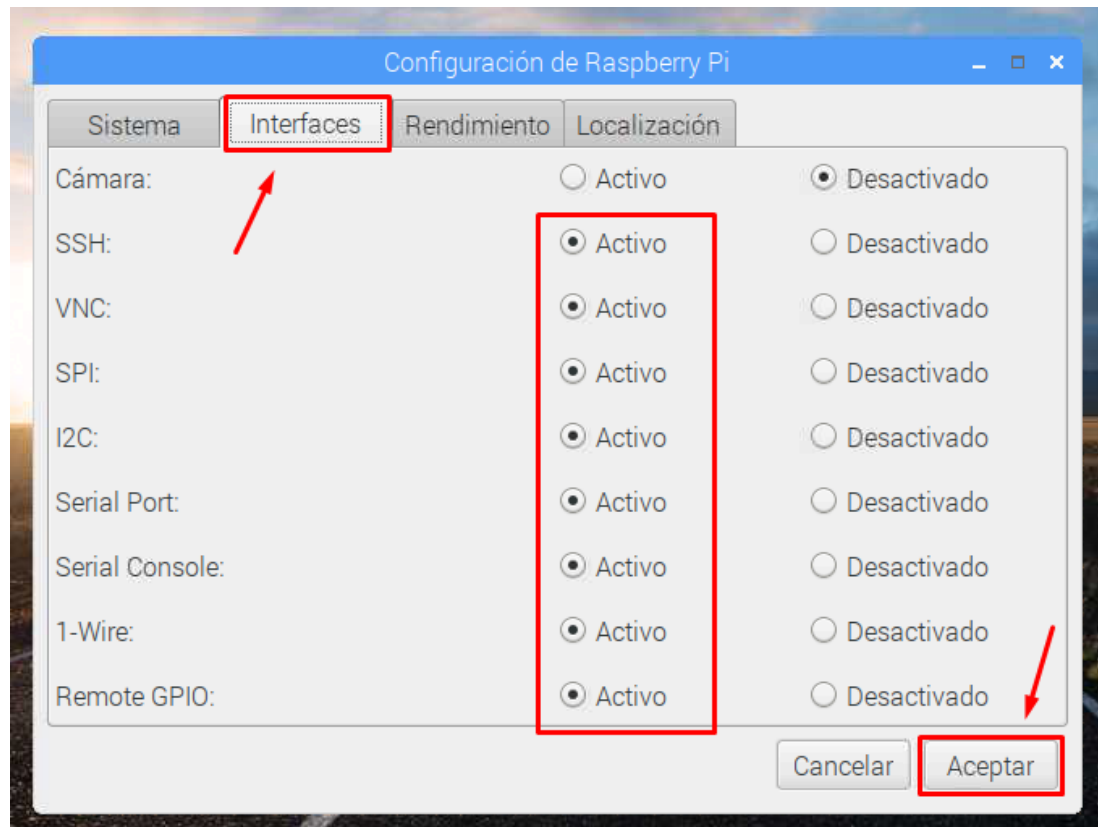 Configuración de Raspberry Pi
Sistema Interfaces Rendimiento Localización
Cámara: Activo Desactivado
SSH: Activo Desactivado
VNC: Activo Desactivado
SPI: Activo Desactivado
I2C: Activo Desactivado
Serial Port: Activo Desactivado
Serial Console: Activo Desactivado
1-Wire: Activo Desactivado
Remote GPIO: Activo Desactivado
Cancelar Aceptar